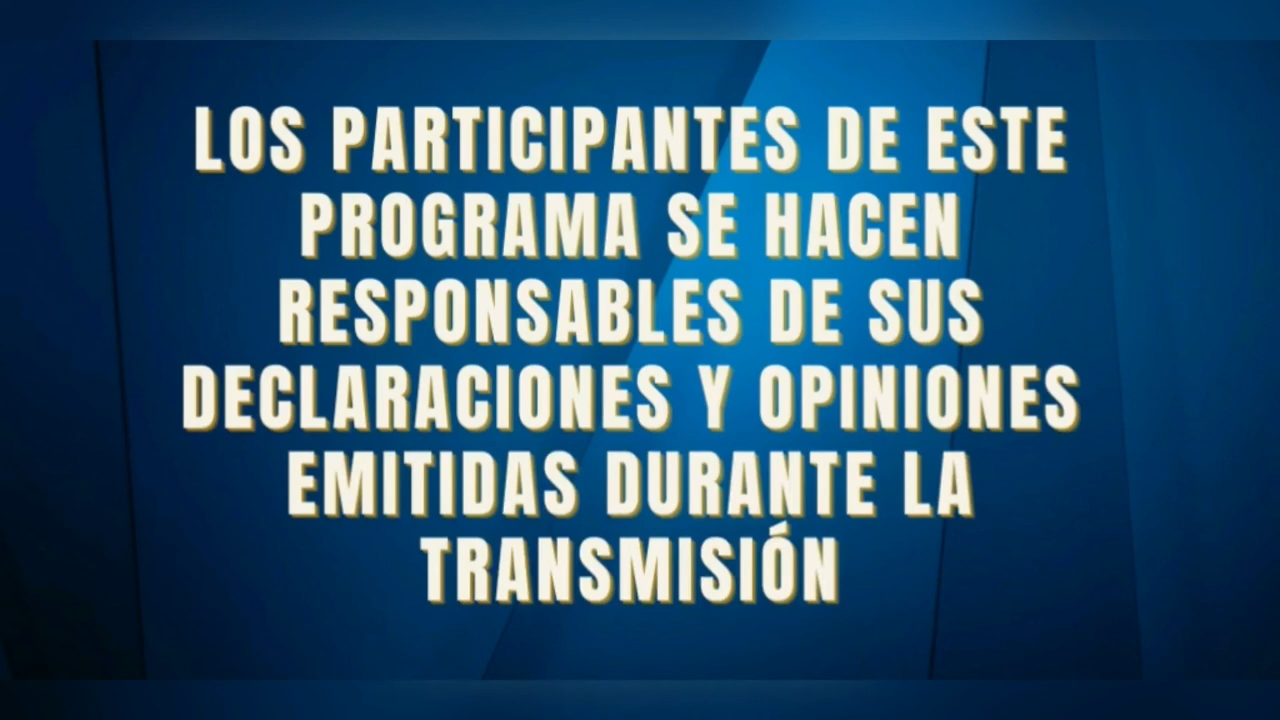 LOS PARTICIPANTES DE ESTE
PROGRAMA SE HACEN
RESPONSABLES DE SUS
DECLARACIONES Y OPINIONES
EMITIDAS DURANTE LA
TRANSMISIÓN